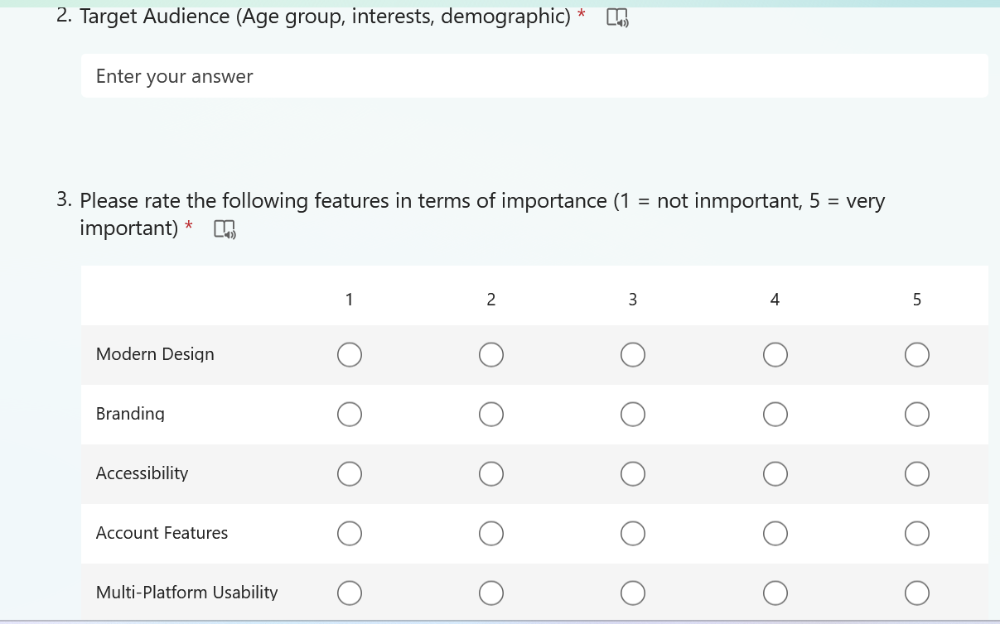 2. Target Audience (Age group, interests, demographic) *
Enter your answer
3. Please rate the following features in terms of importance (1 = not inmportant, 5 = very
important) *
1 2 3 4 5
Modern Design
Branding
Accessibility
Account Features
Multi-Platform Usability